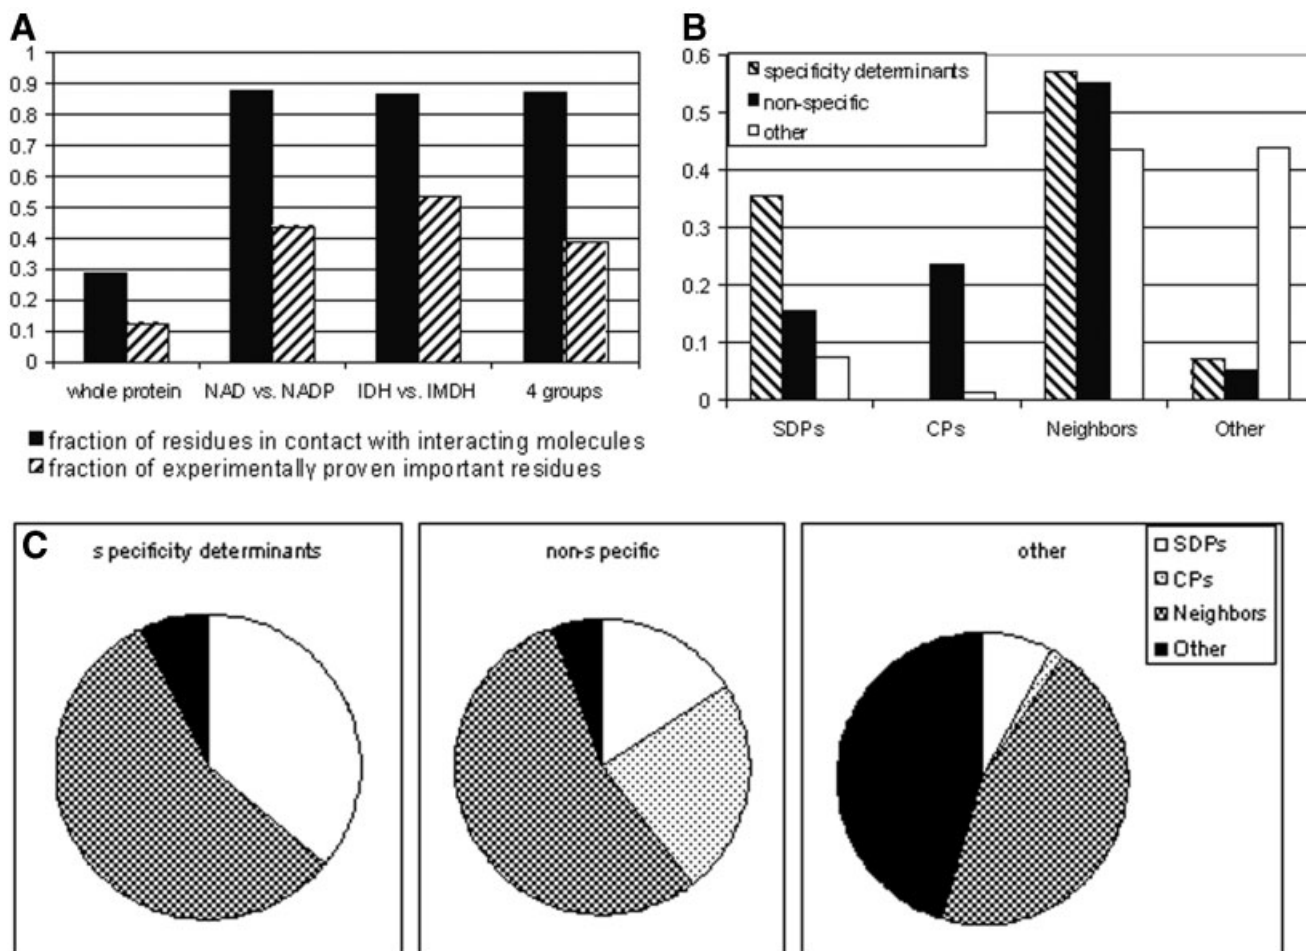 A
1
0.9
0.8
0.7
0.6
0.5
0.4
0.3
0.2
0.1
0
whole protein NAD vs. NADP IDH vs. IMDH 4 groups
fraction of residues in contact with interacting molecules
fraction of experimentally proven important residues
B
0.6
0.5
0.4
0.3
0.2
0.1
0
specificity determinants
non-specific
other
SDPs CPs Neighbors Other
C
specificity determinants
non-specific
other
SDPs
CPs
Neighbors
Other